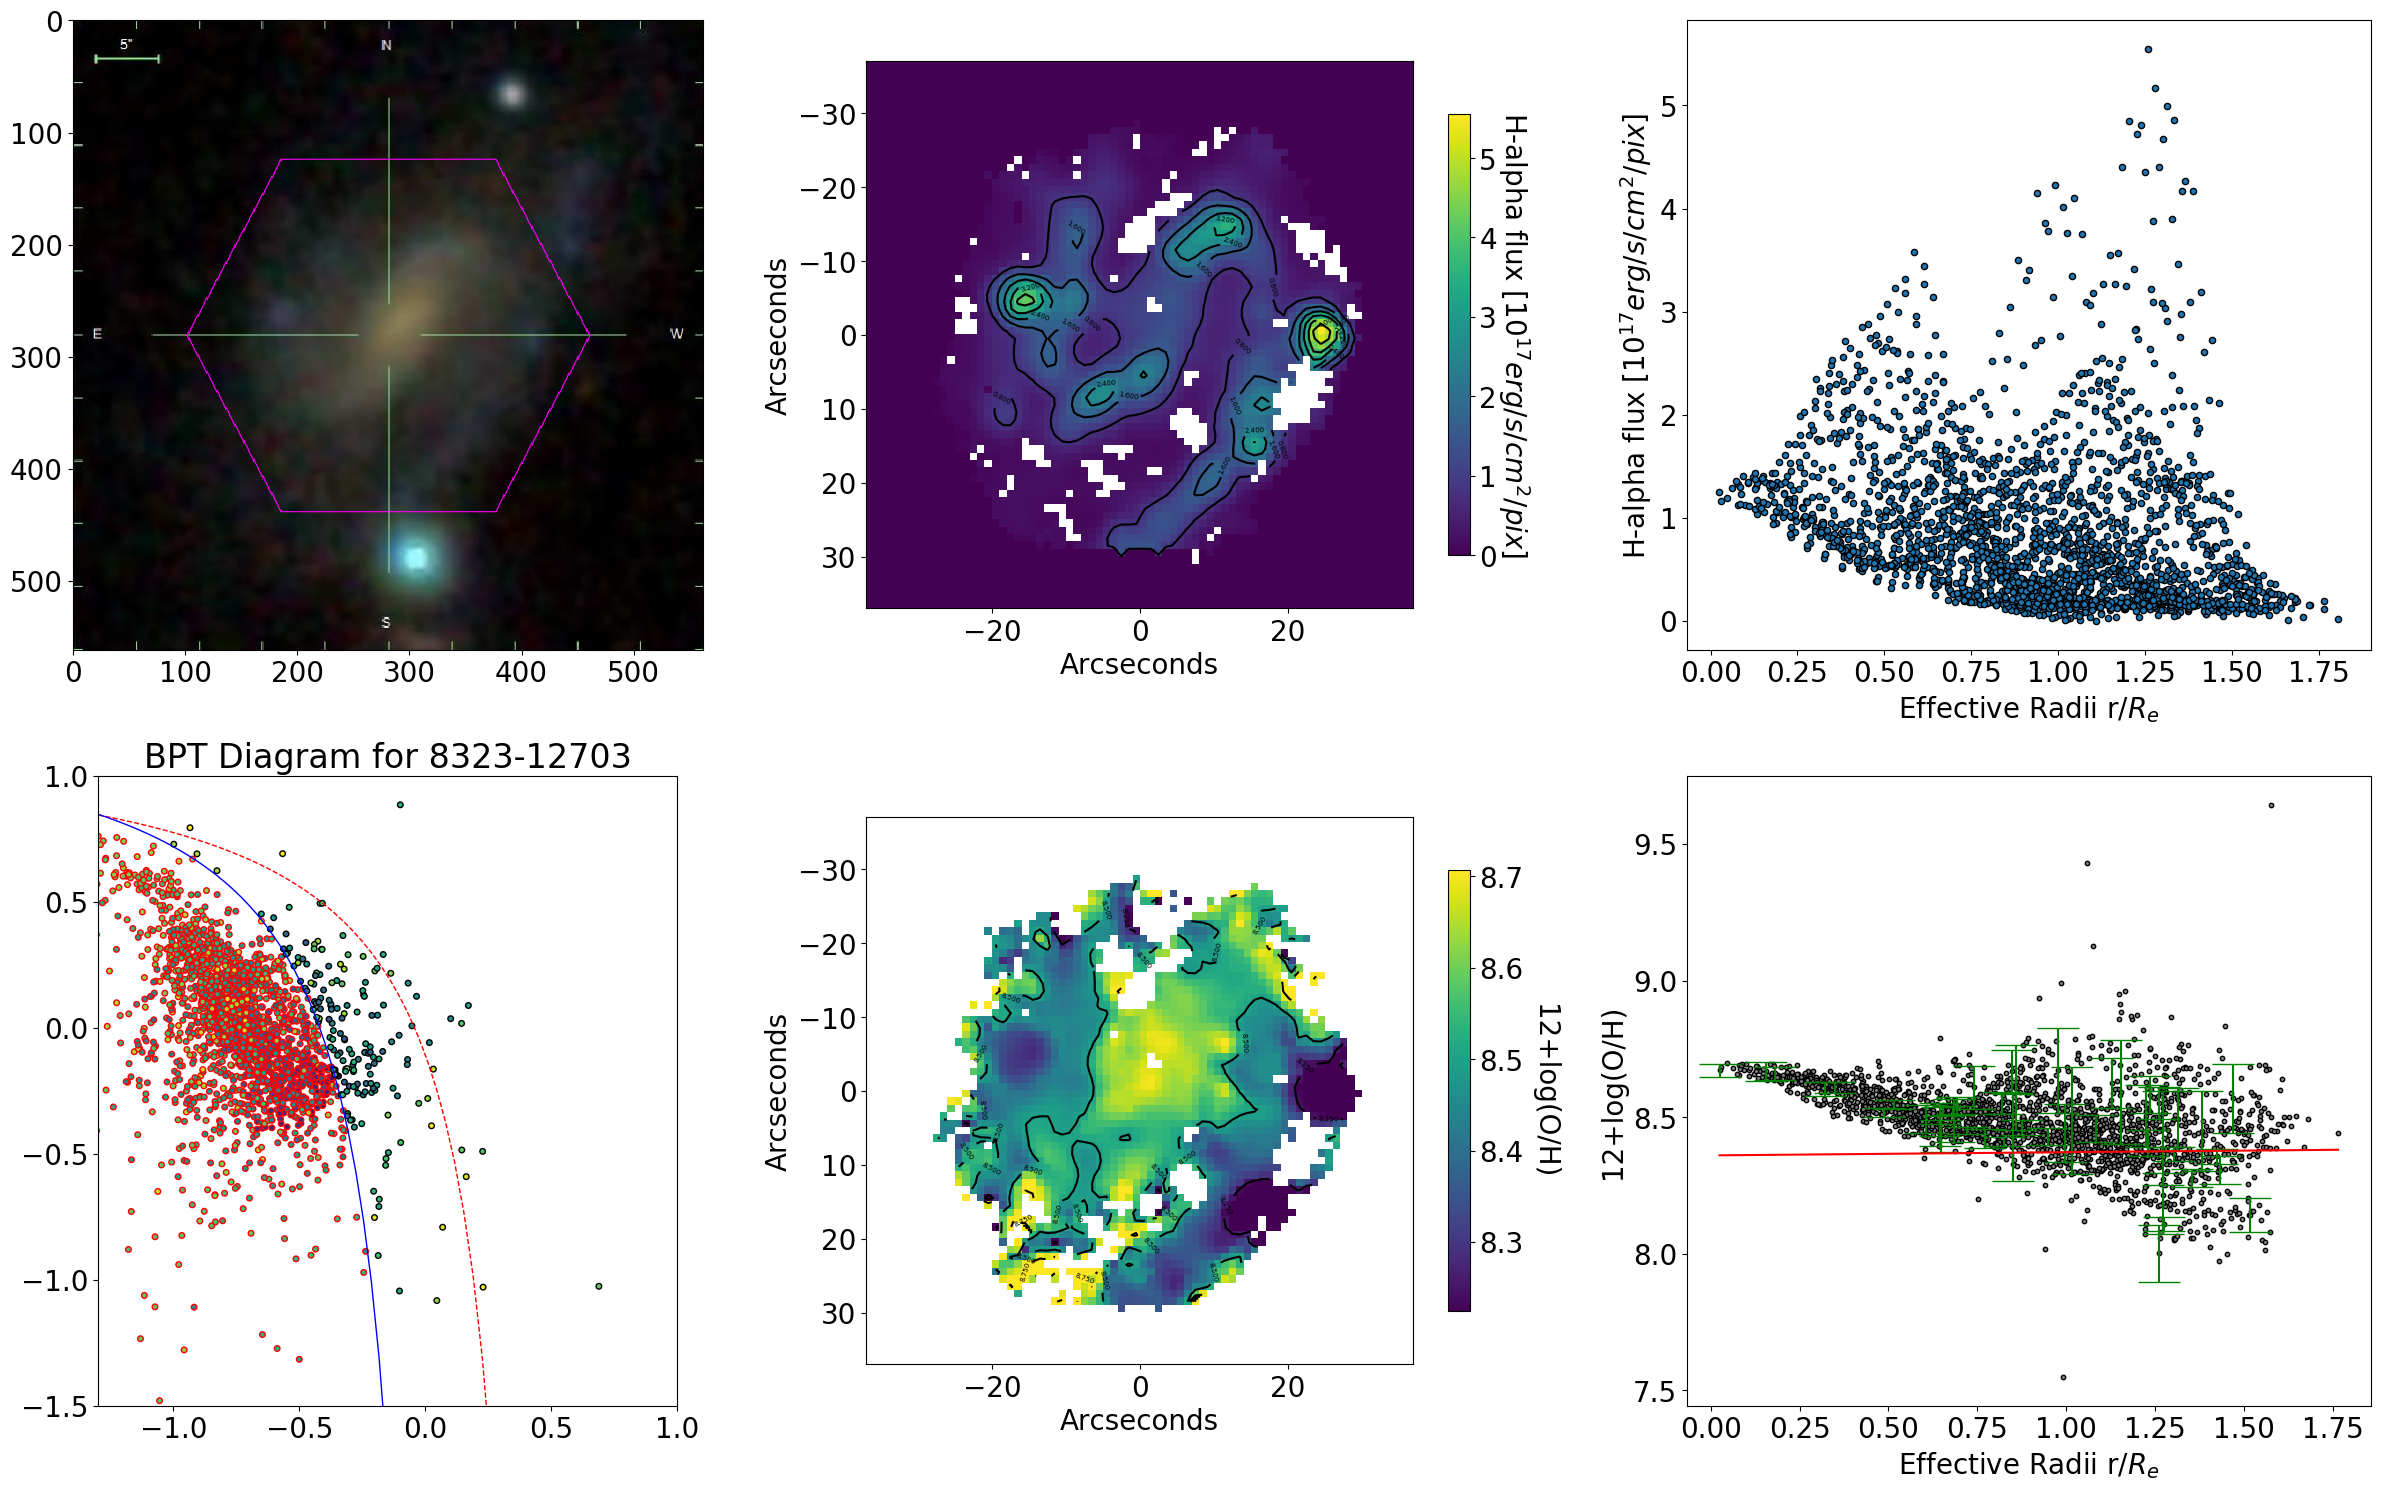 0
100
200
300
400
500
5"
N
E
W
S
0 100 200 300 400 500
Arcseconds
−30
−20
−10
0
10
20
30
−20 0 20
Arcseconds
5
4
3
2
1
0
H-alpha flux [10^17 erg/s/cm^2/pix]
H-alpha flux [10^17 erg/s/cm^2/pix]
5
4
3
2
1
0
0.00 0.25 0.50 0.75 1.00 1.25 1.50 1.75
Effective Radii r/R_e
BPT Diagram for 8323-12703
1.0
0.5
0.0
−0.5
−1.0
−1.5
−1.0 −0.5 0.0 0.5 1.0
Arcseconds
−30
−20
−10
0
10
20
30
−20 0 20
Arcseconds
8.7
8.6
8.5
8.4
8.3
12+log(O/H)
12+log(O/H)
9.5
9.0
8.5
8.0
7.5
0.00 0.25 0.50 0.75 1.00 1.25 1.50 1.75
Effective Radii r/R_e